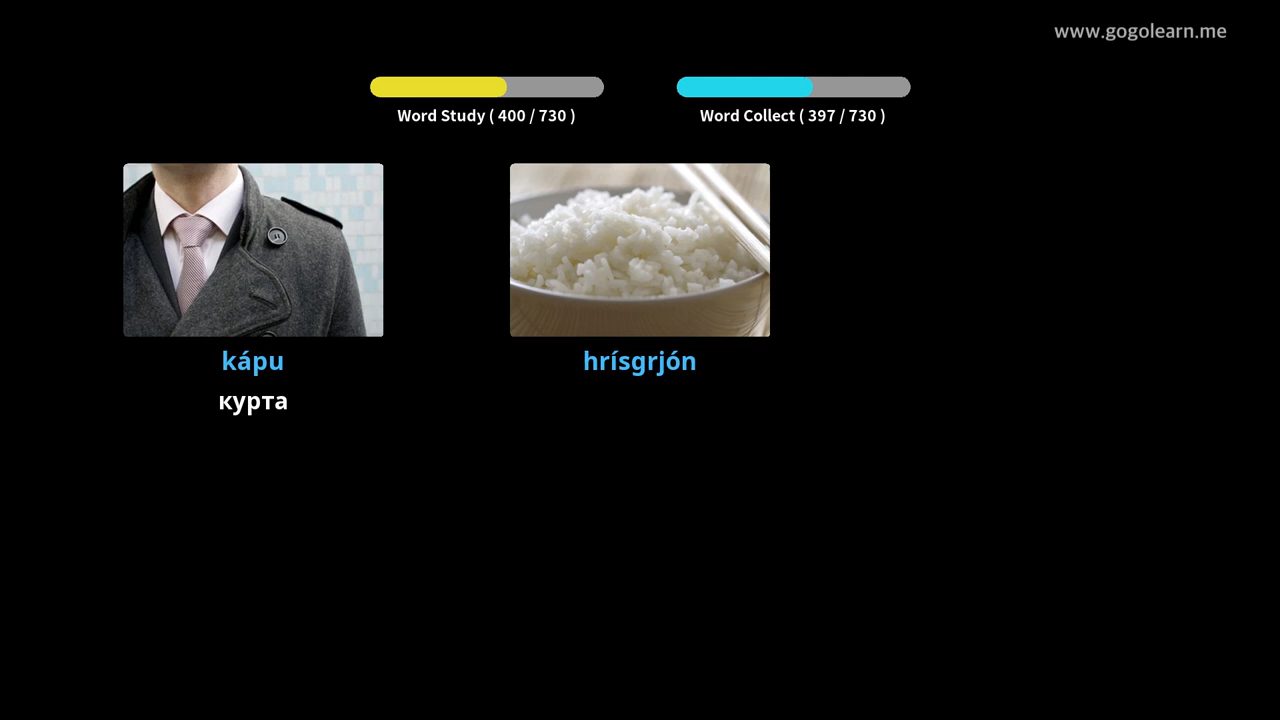 www.gogolearn.me
Word Study ( 400 / 730 )
Word Collect ( 397 / 730 )
kápu
hrísgrjón
курта